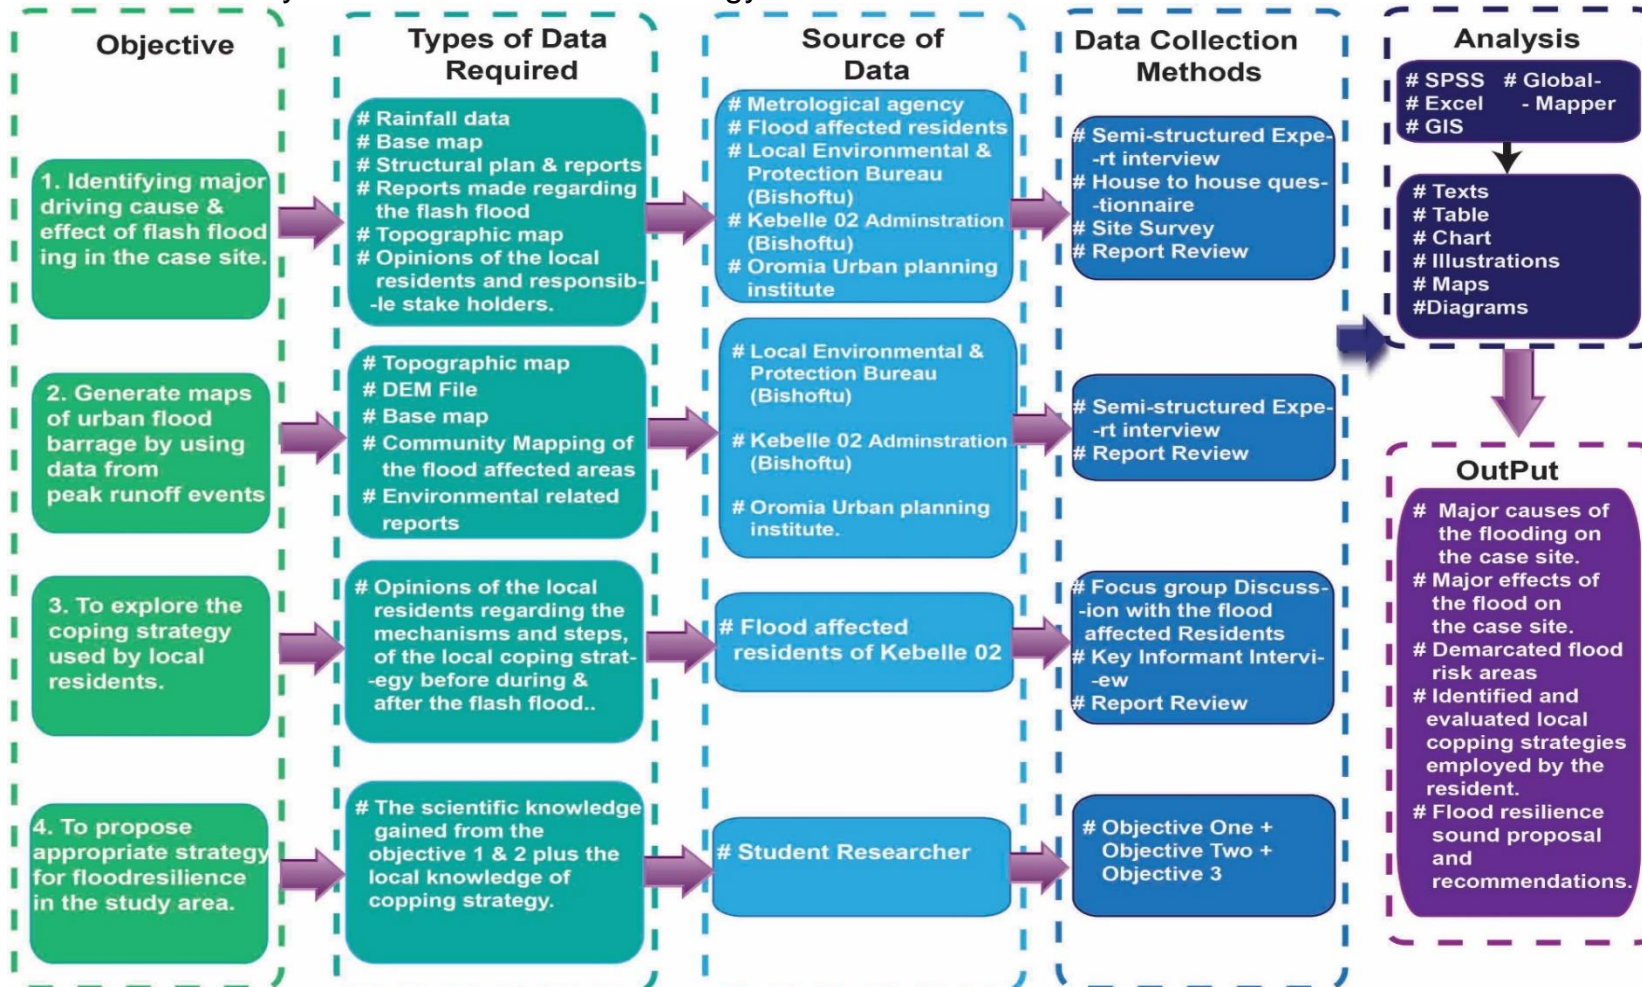 Objective
1. Identifying major
driving cause &
effect of flash flood
ing in the case site.
2. Generate maps
of urban flood
barrage by using
data from
peak runoff events
3. To explore the
coping strategy
used by local
residents.
4. To propose
appropriate strategy
for floodresilience
in the study area.
Types of Data
Required
# Rainfall data
# Base map
# Structural plan & reports
# Reports made regarding
the flash flood
# Topographic map
# Opinions of the local
residents and responsib-
-le stake holders.
# Topographic map
# DEM File
# Base map
# Community Mapping of
the flood affected areas
# Environmental related
reports
# Opinions of the local
residents regarding the
mechanisms and steps,
of the local coping strat-
-egy before during &
after the flash flood..
# The scientific knowledge
gained from the
objective 1 & 2 plus the
local knowledge of
copping strategy.
Source of
Data
# Metrological agency
# Flood affected residents
# Local Environmental &
Protection Bureau
(Bishoftu)
# Kebelle 02 Adminstration
(Bishoftu)
# Oromia Urban planning
institute
# Local Environmental &
Protection Bureau
(Bishoftu)
# Kebelle 02 Adminstration
(Bishoftu)
# Oromia Urban planning
institute.
# Flood affected
residents of Kebelle 02
# Student Researcher
Data Collection
Methods
# Semi-structured Expe-
-rt interview
# House to house ques-
-tionnaire
# Site Survey
# Report Review
# Semi-structured Expe-
-rt interview
# Report Review
# Focus group Discuss-
-ion with the flood
affected Residents
# Key Informant Intervi-
-ew
# Report Review
# Objective One +
Objective Two +
Objective 3
Analysis
# SPSS # Global-
# Excel - Mapper
# GIS
# Texts
# Table
# Chart
# Illustrations
# Maps
#Diagrams
OutPut
# Major causes of
the flooding on
the case site.
# Major effects of
the flood on
the case site.
# Demarcated flood
risk areas
# Identified and
evaluated local
copping strategies
employed by the
resident.
# Flood resilience
sound proposal
and
recommendations.